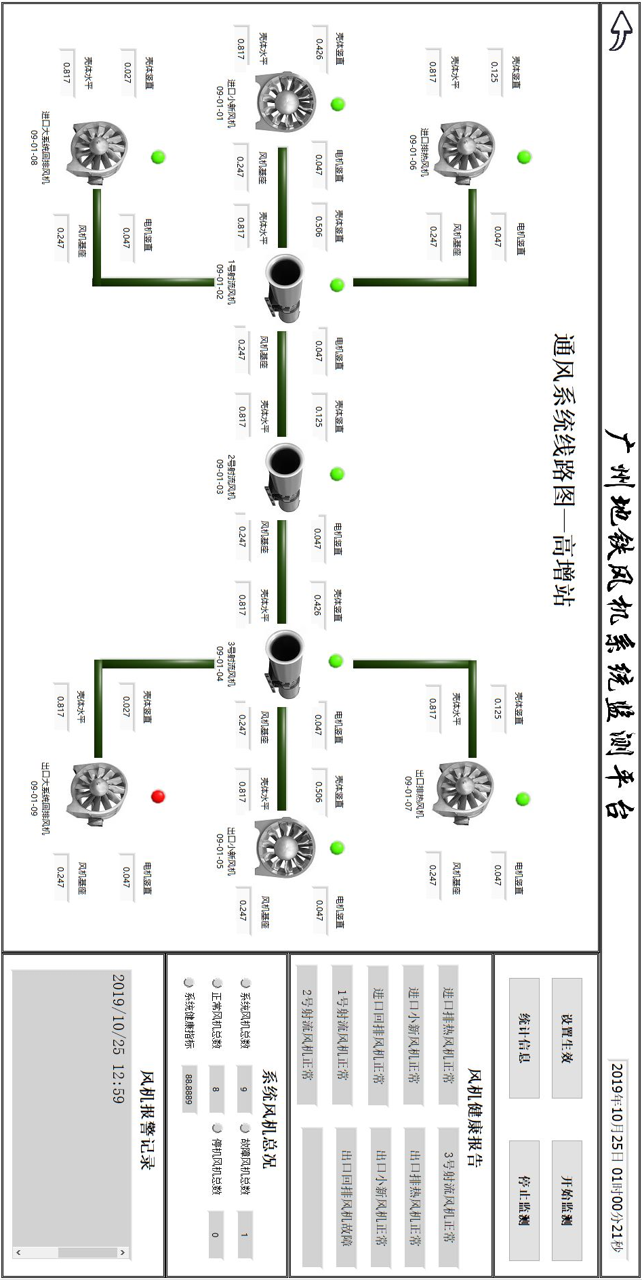 广州地铁风机系统监测平台
2019年10月25日 01时00分21秒
通风系统线路图—高增站
壳体竖直
0.125
壳体水平
0.817
进口排热风机
09-01-06
电机竖直
0.047
风机基座
0.247
壳体竖直
0.125
壳体水平
0.817
出口排热风机
09-01-07
电机竖直
0.047
风机基座
0.247
壳体竖直
0.426
壳体水平
0.817
进口小新风机
09-01-01
电机竖直
0.047
风机基座
0.247
壳体竖直
0.506
壳体水平
0.817
1号射流风机
09-01-02
电机竖直
0.047
风机基座
0.247
壳体竖直
0.125
壳体水平
0.817
2号射流风机
09-01-03
电机竖直
0.047
风机基座
0.247
壳体竖直
0.426
壳体水平
0.817
3号射流风机
09-01-04
电机竖直
0.047
风机基座
0.247
壳体竖直
0.506
壳体水平
0.817
出口小新风机
09-01-05
电机竖直
0.047
风机基座
0.247
壳体竖直
0.027
壳体水平
0.817
进口大系统回排风机
09-01-08
电机竖直
0.047
风机基座
0.247
壳体竖直
0.027
壳体水平
0.817
出口大系统回排风机
09-01-09
电机竖直
0.047
风机基座
0.247
设置生效
开始监测
统计信息
停止监测
风机健康报告
进口排热风机正常
3号射流风机正常
进口小新风机正常
出口排热风机正常
进口回排风机正常
出口小新风机正常
1号射流风机正常
出口回排风机故障
2号射流风机正常
系统风机总况
系统风机总数
9
故障风机总数
1
正常风机总数
8
停机风机总数
0
系统健康指标
88.8889
风机报警记录
2019/10/25 12:59